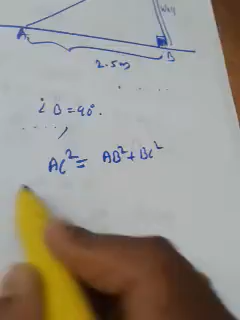 Wall
A
B
2.5m
∠B = 90°.
AC² = AB² + BC²